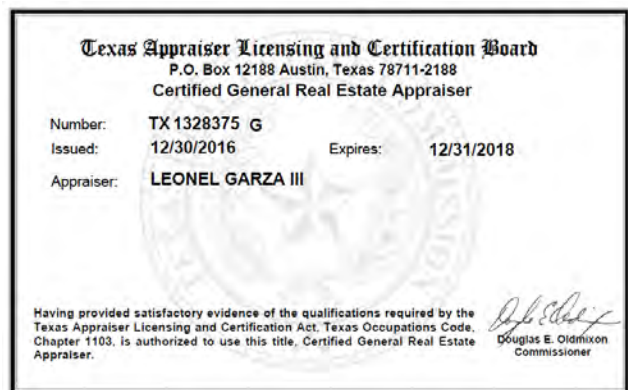 Texas Appraiser Licensing and Certification Board
P.O. Box 12188 Austin, Texas 78711-2188
Certified General Real Estate Appraiser
Number: TX 1328375 G
Issued: 12/30/2016 Expires: 12/31/2018
Appraiser: LEONEL GARZA III
Having provided satisfactory evidence of the qualifications required by the
Texas Appraiser Licensing and Certification Act, Texas Occupations Code,
Chapter 1103, is authorized to use this title, Certified General Real Estate
Appraiser.
Douglas E. Oldmixon
Commissioner